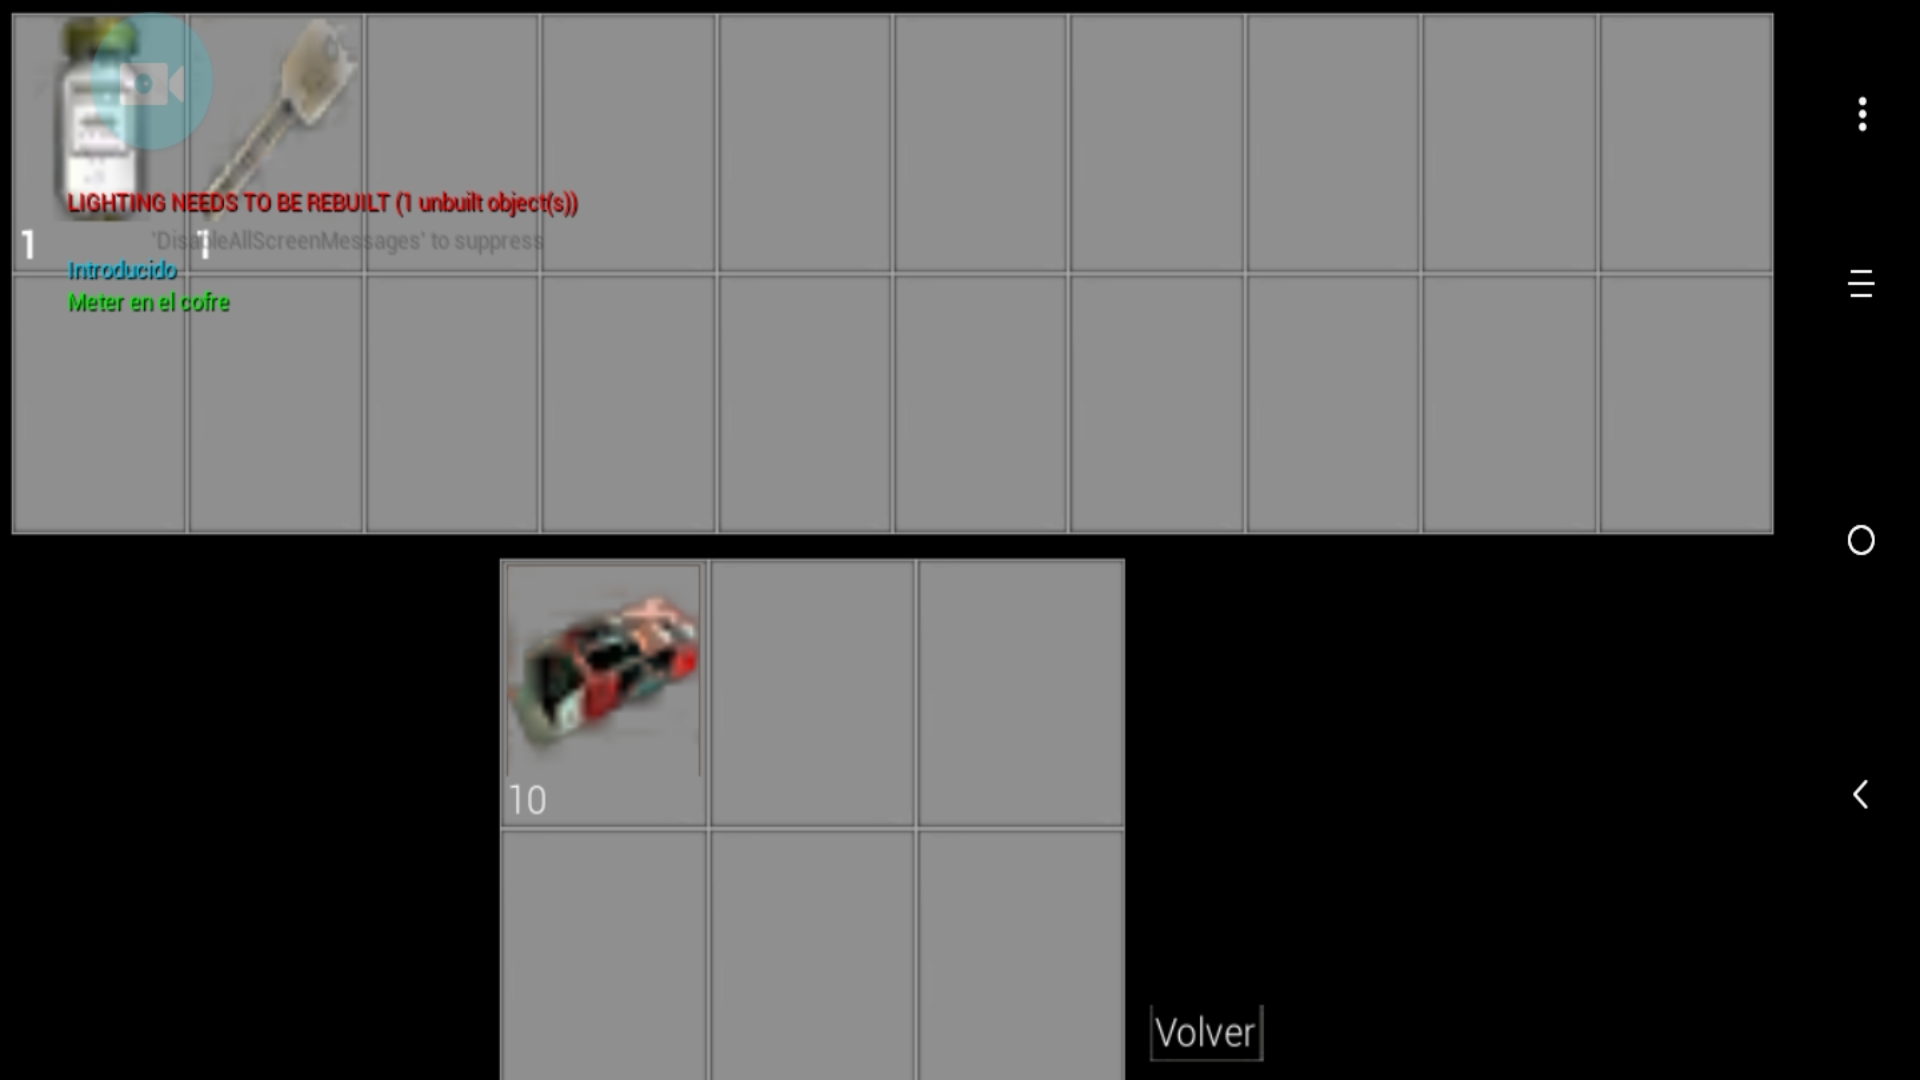 LIGHTING NEEDS TO BE REBUILT (1 unbuilt object(s))
1
1
'DisableAllScreenMessages' to suppress
Introducido
Meter en el cofre
10
Volver